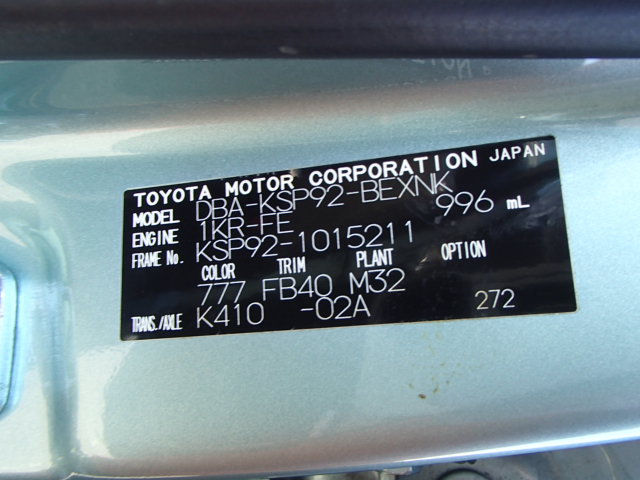 TOYOTA MOTOR CORPORATION JAPAN
MODEL DBA-KSP92-BEXNK
ENGINE 1KR-FE 996 mL
FRAME No. KSP92-1015211
COLOR TRIM PLANT OPTION
777 FB40 M32
TRANS./AXLE K410 -02A 272